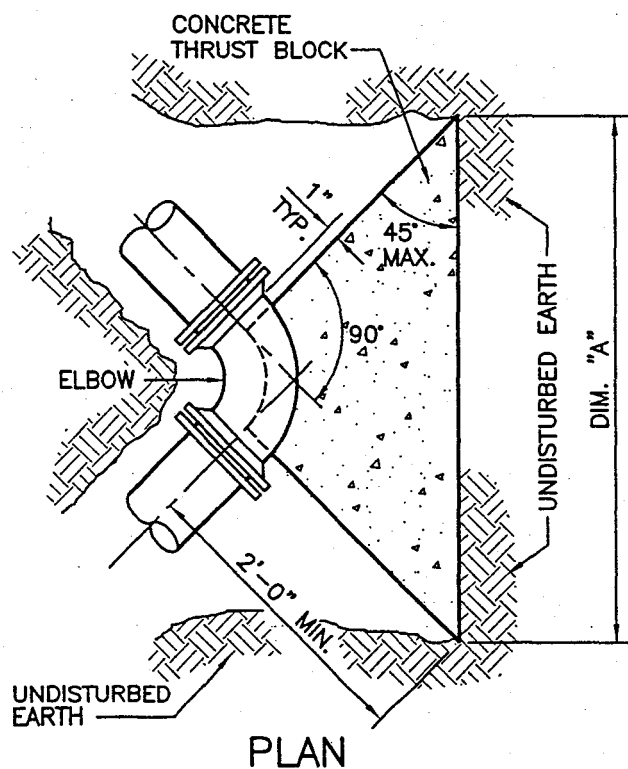 CONCRETE
THRUST BLOCK
1"
TYP.
45°
MAX.
90°
ELBOW
UNDISTURBED EARTH
DIM. "A"
2'-0" MIN.
UNDISTURBED
EARTH
PLAN